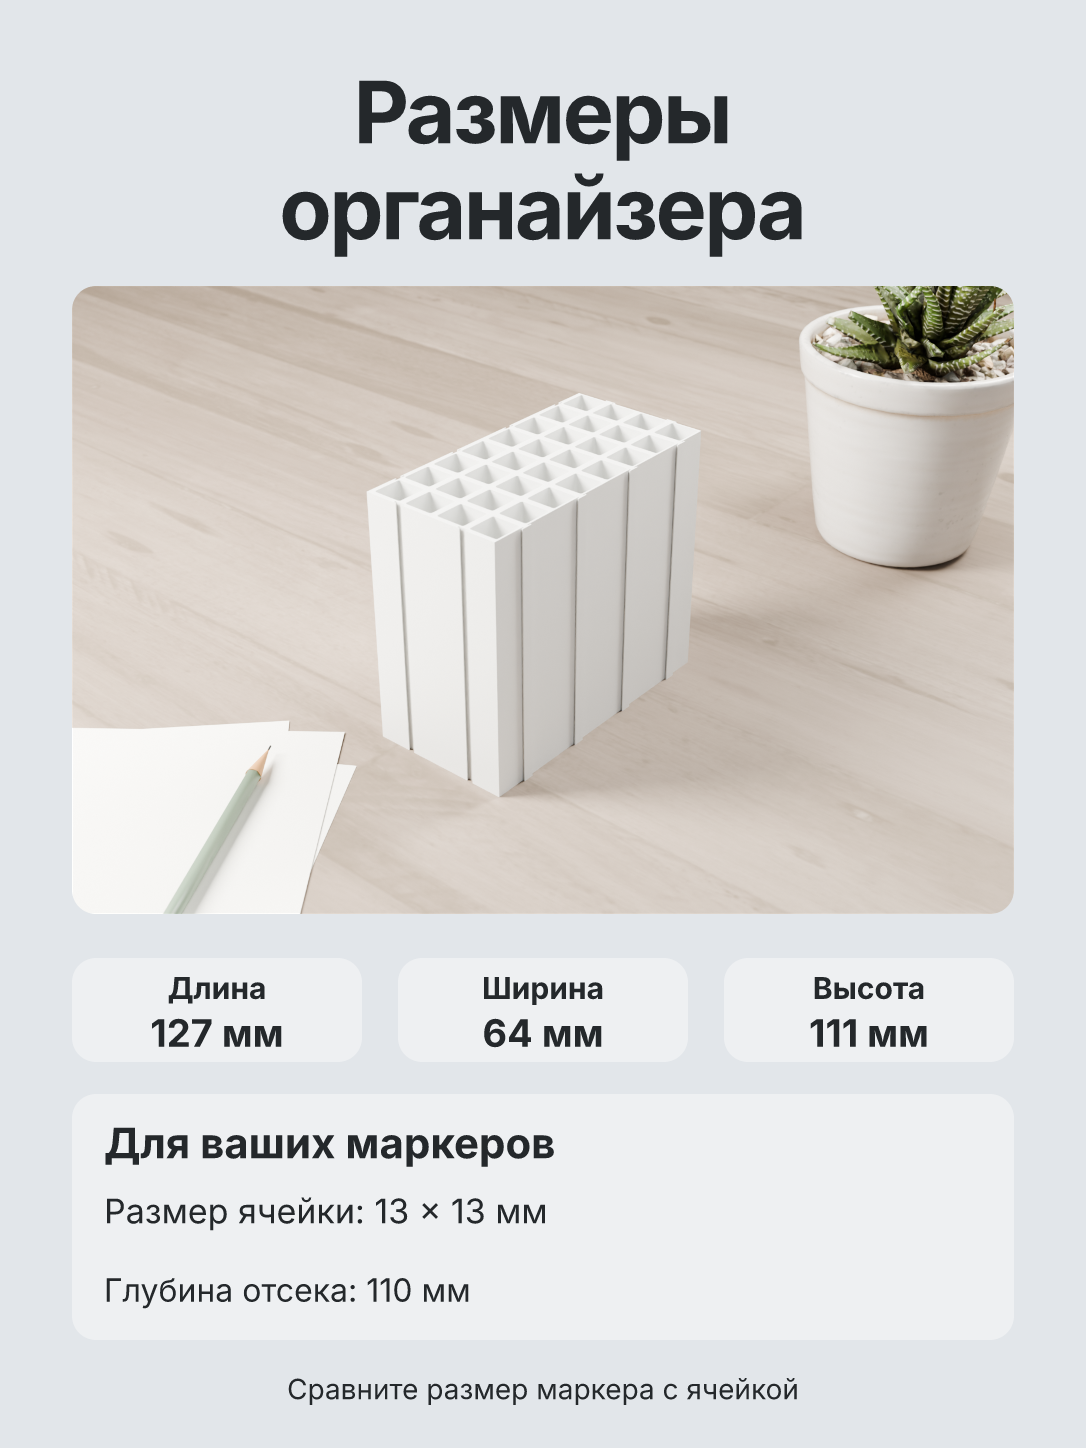 Размеры
органайзера
Длина
127 мм
Ширина
64 мм
Высота
111 мм
Для ваших маркеров
Размер ячейки: 13 × 13 мм
Глубина отсека: 110 мм
Сравните размер маркера с ячейкой